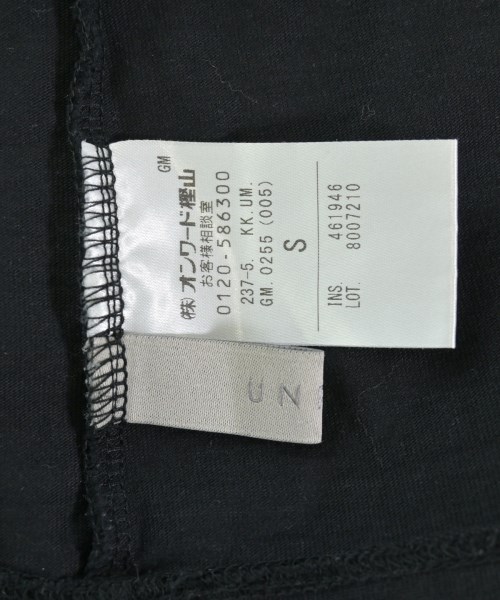 GM
㈱オンワード樫山
お客様相談室
0120-586300
237-5. KK.UM.
GM. 0255 (005)
S
INS. 461946
LOT. 8007210